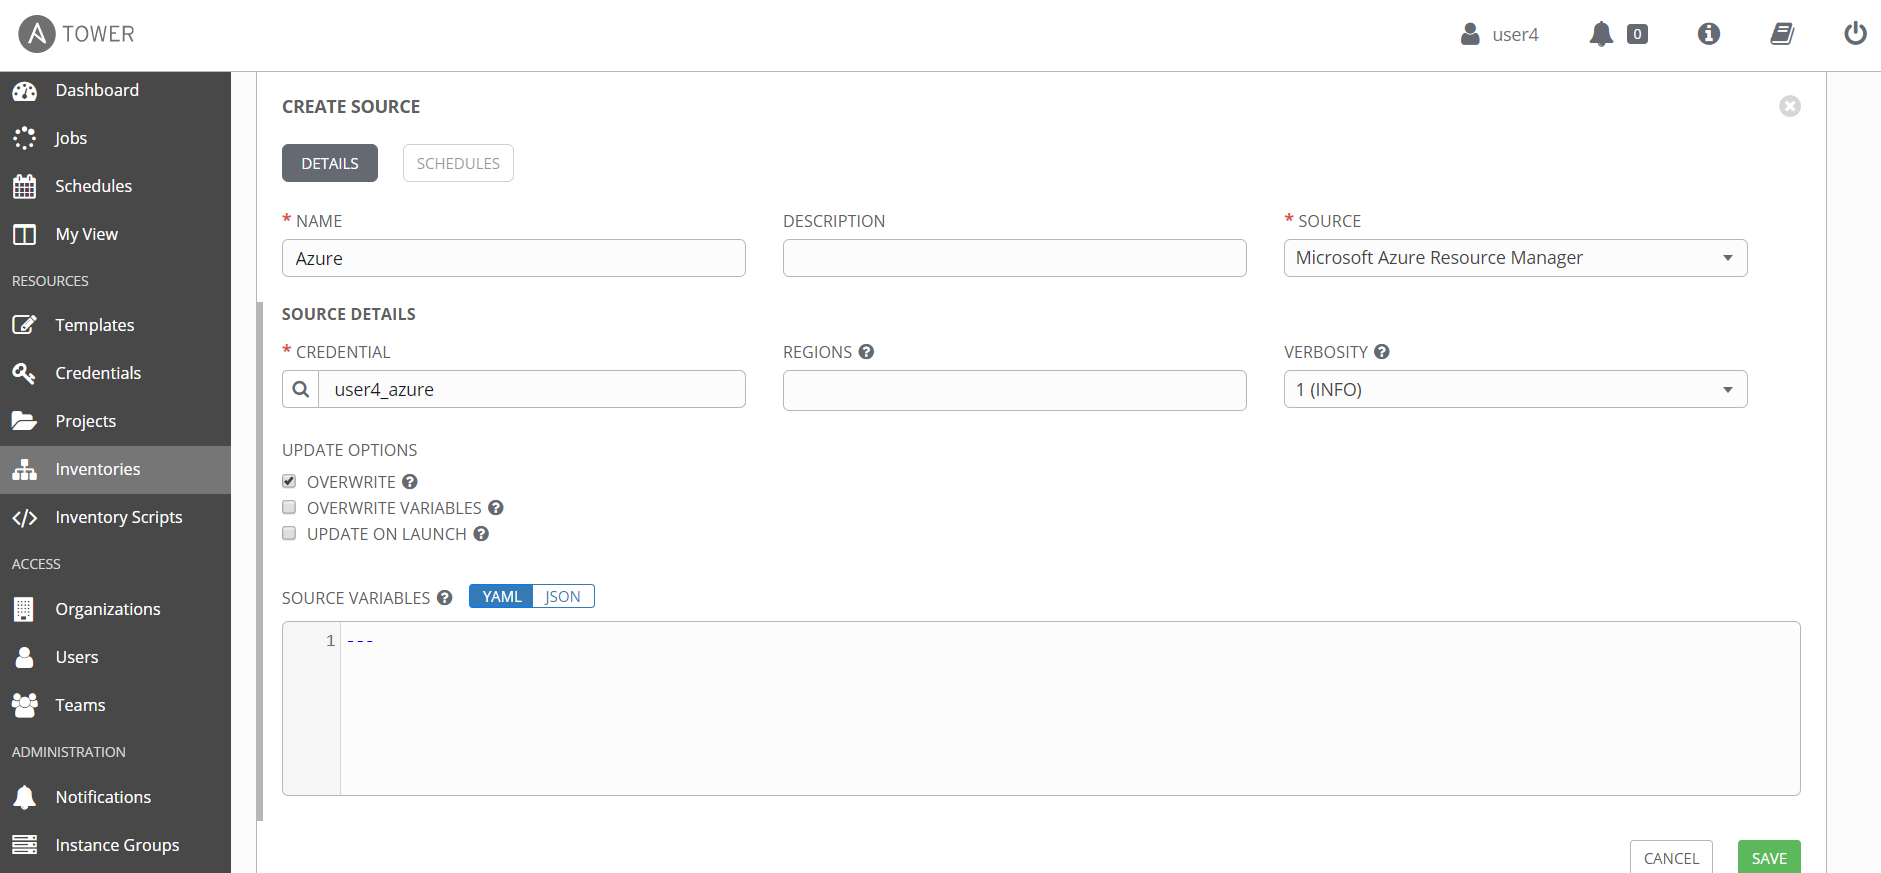 A TOWER
user4
0
Dashboard
Jobs
Schedules
My View
RESOURCES
Templates
Credentials
Projects
Inventories
Inventory Scripts
ACCESS
Organizations
Users
Teams
ADMINISTRATION
Notifications
Instance Groups
CREATE SOURCE
DETAILS SCHEDULES
* NAME DESCRIPTION * SOURCE
Azure Microsoft Azure Resource Manager
SOURCE DETAILS
* CREDENTIAL REGIONS ? VERBOSITY ?
user4_azure 1 (INFO)
UPDATE OPTIONS
OVERWRITE ?
OVERWRITE VARIABLES ?
UPDATE ON LAUNCH ?
SOURCE VARIABLES ? YAML JSON
1 ---
CANCEL SAVE